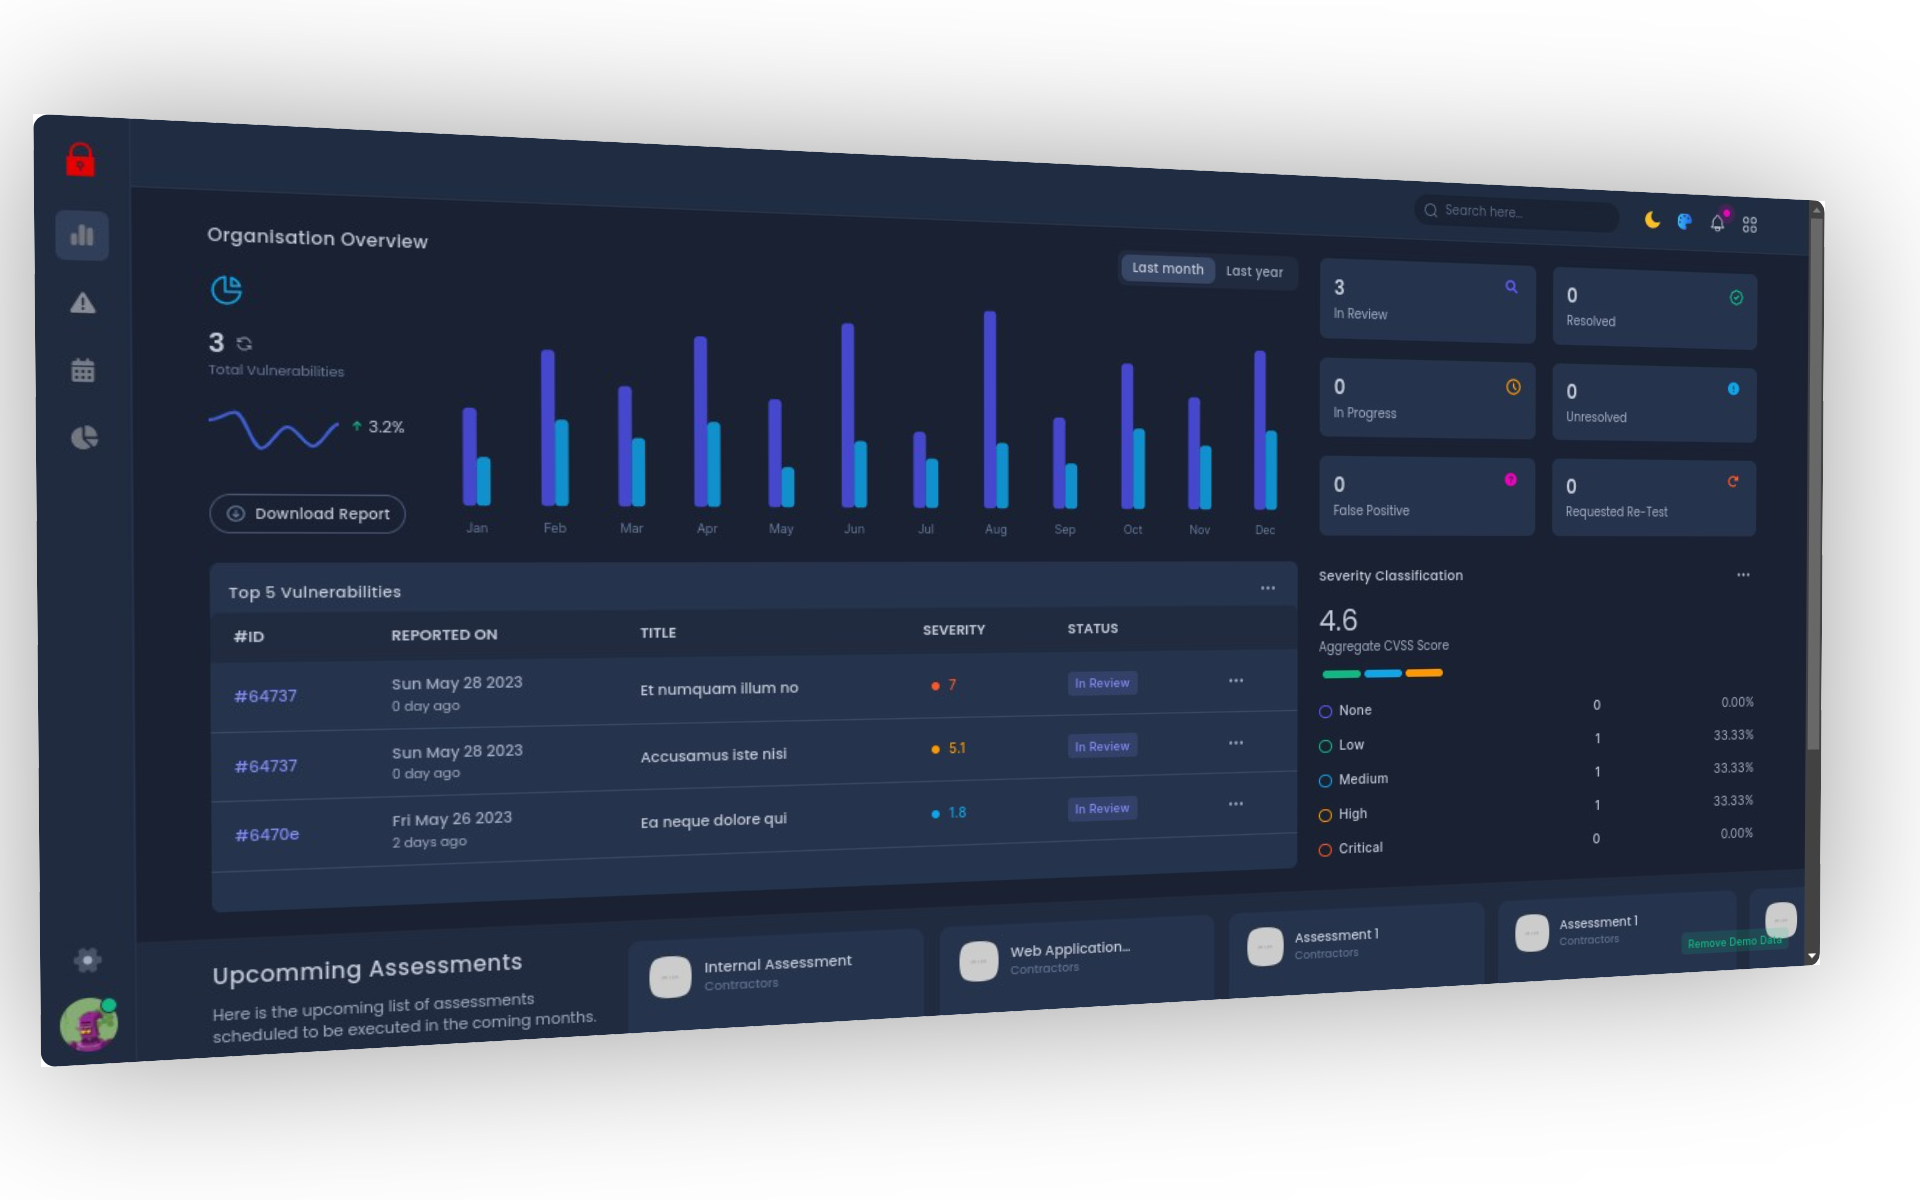 Search here...
Organisation Overview
Last month Last year
3
Total Vulnerabilities
3.2%
Download Report
Jan Feb Mar Apr May Jun Jul Aug Sep Oct Nov Dec
3
In Review
0
Resolved
0
In Progress
0
Unresolved
0
False Positive
0
Requested Re-Test
Top 5 Vulnerabilities
#ID REPORTED ON TITLE SEVERITY STATUS
#64737 Sun May 28 2023 Et numquam illum no 7 In Review
0 day ago
#64737 Sun May 28 2023 Accusamus iste nisi 5.1 In Review
0 day ago
#6470e Fri May 26 2023 Ea neque dolore qui 1.8 In Review
2 days ago
Severity Classification
4.6
Aggregate CVSS Score
None 0 0.00%
Low 1 33.33%
Medium 1 33.33%
High 1 33.33%
Critical 0 0.00%
Upcomming Assessments
Here is the upcoming list of assessments
scheduled to be executed in the coming months.
Internal Assessment
Contractors
Web Application...
Contractors
Assessment 1
Contractors
Assessment 1
Contractors
Remove Demo Data